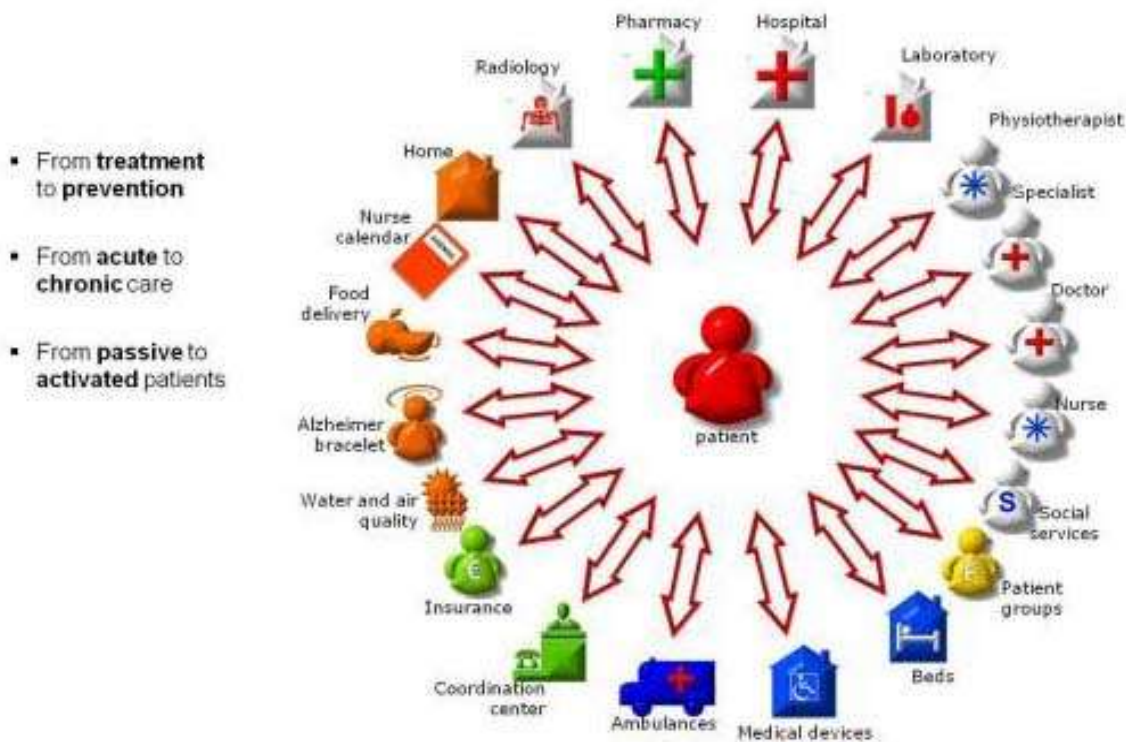 From treatment
to prevention
From acute to
chronic care
From passive to
activated patients
Pharmacy
Hospital
Radiology
Laboratory
Physiotherapist
Home
Specialist
Nurse
calendar
Doctor
Food
delivery
patient
Nurse
Alzheimer
bracelet
Water and air
quality
S
Social
services
€
Insurance
Patient
groups
Coordination
center
Ambulances
Medical devices
Beds